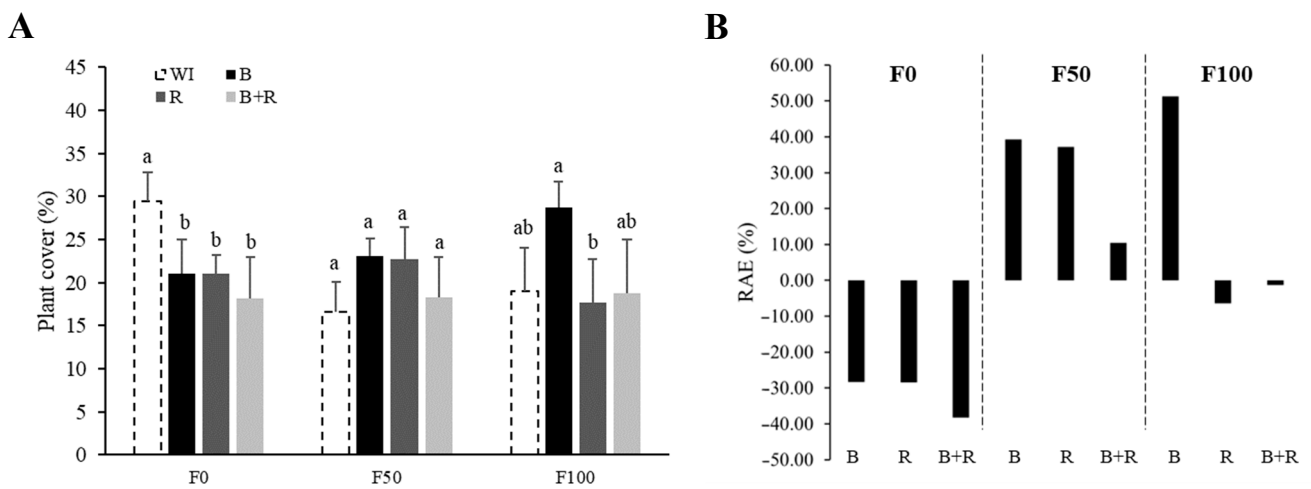 A
Plant cover (%)
45
40
35
30
25
20
15
10
5
0
WI B
R B+R
a b b b
a a a a
ab a b ab
F0 F50 F100
B
RAE (%)
60.00
50.00
40.00
30.00
20.00
10.00
0.00
−10.00
−20.00
−30.00
−40.00
−50.00
F0 F50 F100
B R B+R B R B+R B R B+R